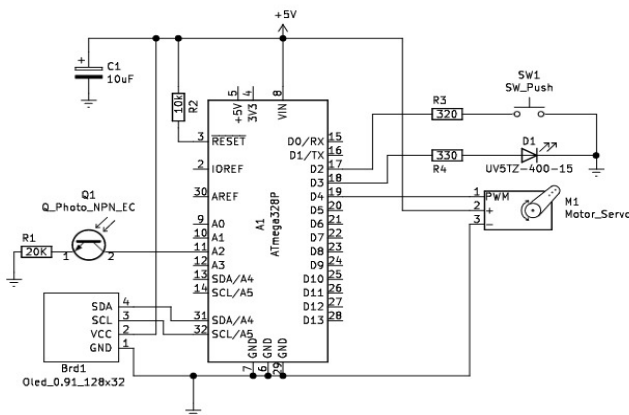 +5V
C1
10uF
10k
R2
5
4
8
+5V
3V3
VIN
3
RESET
2
IOREF
30
AREF
9
A0
10
A1
11
A2
12
A3
13
SDA/A4
14
SCL/A5
31
SDA/A4
32
SCL/A5
A1
ATmega328P
D0/RX
15
D1/TX
16
D2
17
D3
18
D4
19
D5
20
D6
21
D7
22
D8
23
D9
24
D10
25
D11
26
D12
27
D13
28
GND
GND
GND
7
6
29
SW1
SW_Push
R3
320
D1
330
R4
UV5TZ-400-15
1
PWM
2
+
3
-
M1
Motor_Servo
Q1
Q_Photo_NPN_EC
R1
20K
1
2
SDA
4
SCL
3
VCC
2
GND
1
Brd1
Oled_0.91_128x32